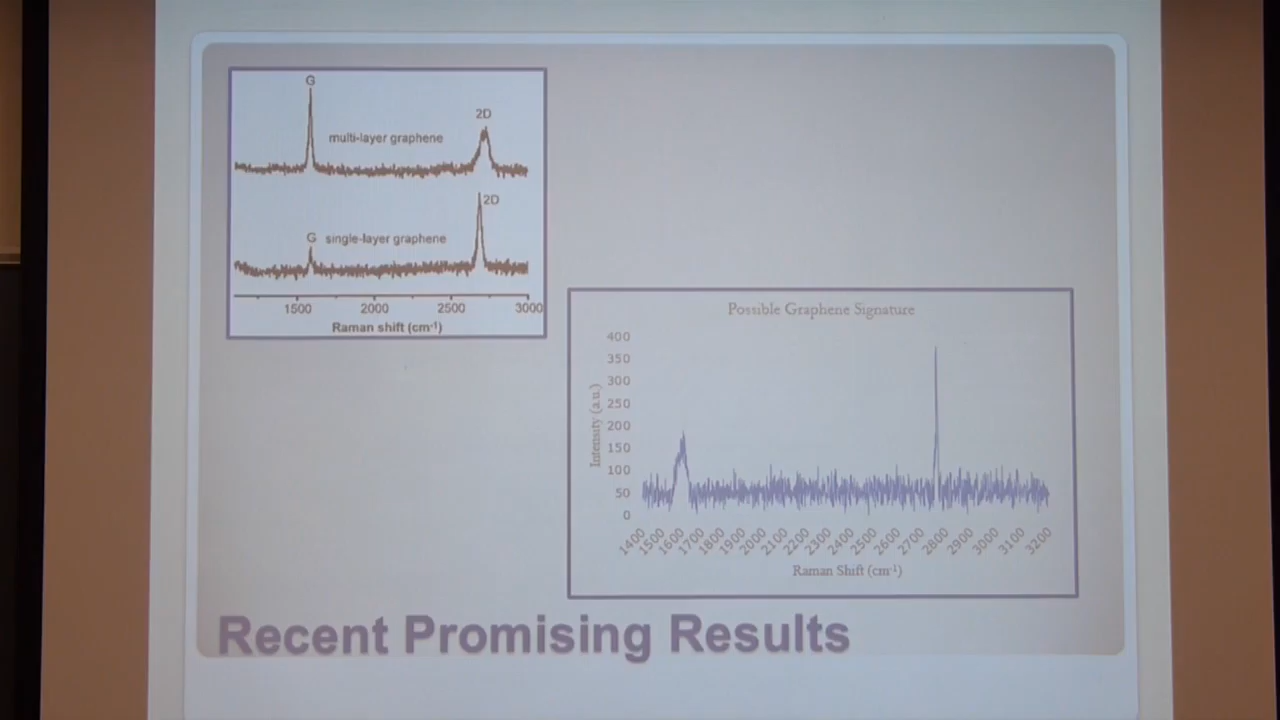 G
2D
multi-layer graphene
2D
G single-layer graphene
1500 2000 2500 3000
Raman shift (cm-1)
Possible Graphene Signature
400
350
300
250
200
150
100
50
0
Intensity (a.u.)
1400 1500 1600 1700 1800 1900 2000 2100 2200 2300 2400 2500 2600 2700 2800 2900 3000 3100 3200
Raman Shift (cm-1)
Recent Promising Results